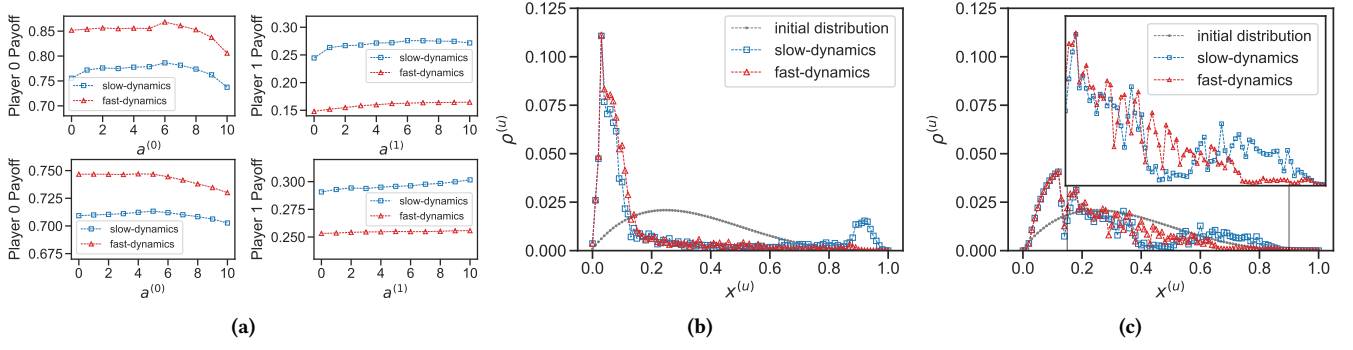 Player 0 Payoff
0.85
0.80
0.75
0.70
slow-dynamics
fast-dynamics
0 2 4 6 8 10
a^(0)
Player 1 Payoff
0.30
0.25
0.20
0.15
slow-dynamics
fast-dynamics
0 2 4 6 8 10
a^(1)
Player 0 Payoff
0.750
0.725
0.700
0.675
slow-dynamics
fast-dynamics
0 2 4 6 8 10
a^(0)
Player 1 Payoff
0.300
0.275
0.250
slow-dynamics
fast-dynamics
0 2 4 6 8 10
a^(1)
(a)
ρ^(u)
0.125
0.100
0.075
0.050
0.025
0.000
initial distribution
slow-dynamics
fast-dynamics
0.0 0.2 0.4 0.6 0.8 1.0
x^(u)
(b)
ρ^(u)
0.125
0.100
0.075
0.050
0.025
0.000
initial distribution
slow-dynamics
fast-dynamics
0.0 0.2 0.4 0.6 0.8 1.0
x^(u)
(c)